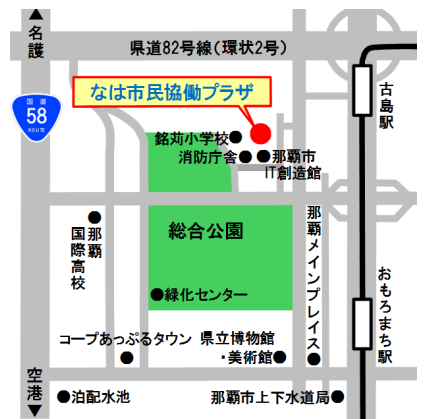 ▲
名護
県道82号線(環状2号)
国道
58
ROUTE
なは市民協働プラザ
古島駅
銘苅小学校●
消防庁舎●
●那覇市
IT創造館
●那覇
国際高校
総合公園
那覇メインプレイス●
●緑化センター
おもろまち駅
コープあっぷるタウン
●
県立博物館
・美術館●
空港
▼
●泊配水池
那覇市上下水道局●